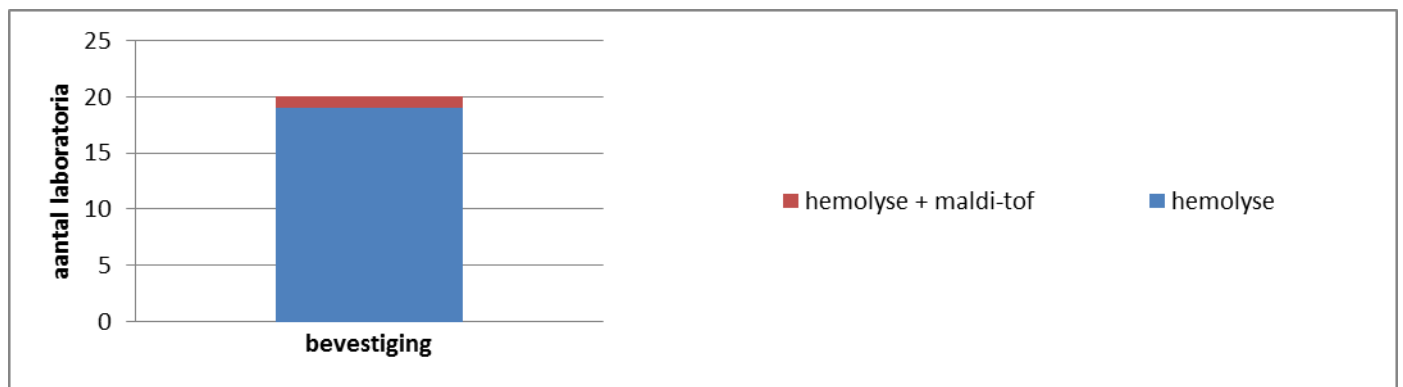 25
20
15
10
5
0
aantal laboratoria
bevestiging
hemolyse + maldi-tof
hemolyse